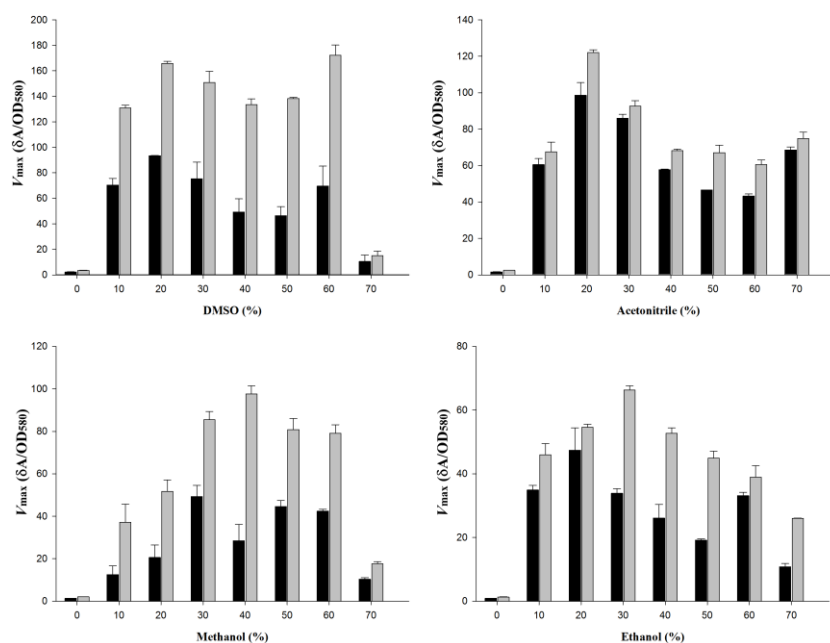 200
180
160
140
120
100
80
60
40
20
0
Vmax (δA/OD580)
0 10 20 30 40 50 60 70
DMSO (%)
140
120
100
80
60
40
20
0
Vmax (δA/OD580)
0 10 20 30 40 50 60 70
Acetonitrile (%)
120
100
80
60
40
20
0
Vmax (δA/OD580)
0 10 20 30 40 50 60 70
Methanol (%)
80
60
40
20
0
Vmax (δA/OD580)
0 10 20 30 40 50 60 70
Ethanol (%)